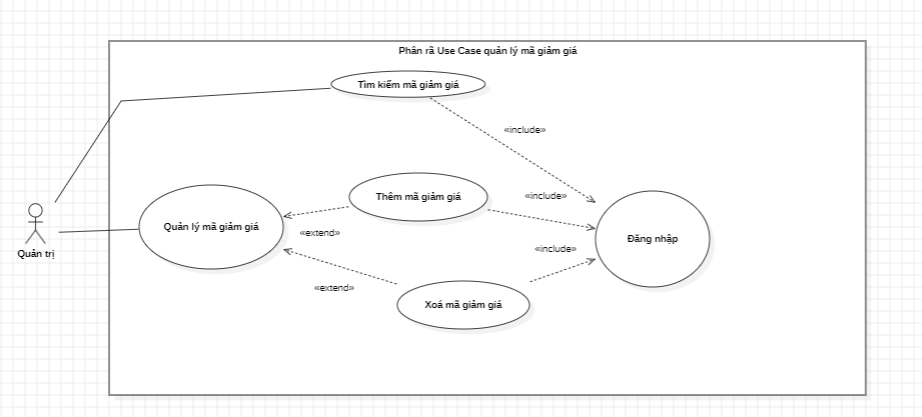 Phân rã Use Case quản lý mã giảm giá
Tìm kiếm mã giảm giá
«include»
Thêm mã giảm giá
«include»
Quản lý mã giảm giá
«extend»
Đăng nhập
«include»
Quản trị
«extend»
Xoá mã giảm giá